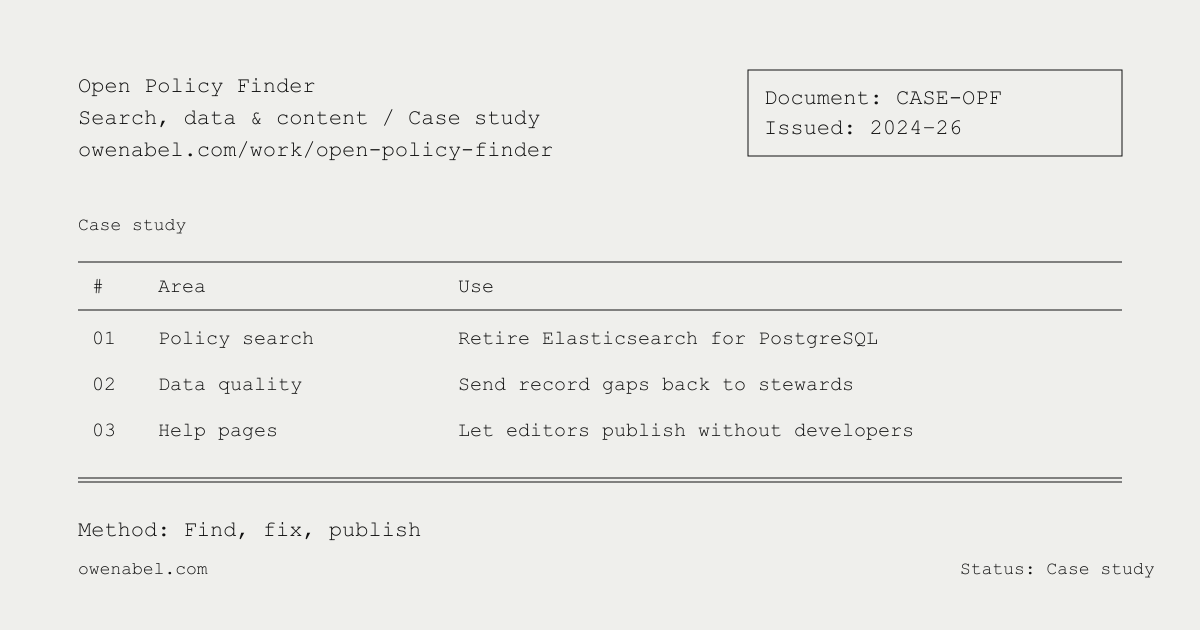 Open Policy Finder
Search, data & content / Case study
owenabel.com/work/open-policy-finder
Document: CASE-OPF
Issued: 2024–26
Case study
# Area Use
01 Policy search Retire Elasticsearch for PostgreSQL
02 Data quality Send record gaps back to stewards
03 Help pages Let editors publish without developers
Method: Find, fix, publish
owenabel.com
Status: Case study